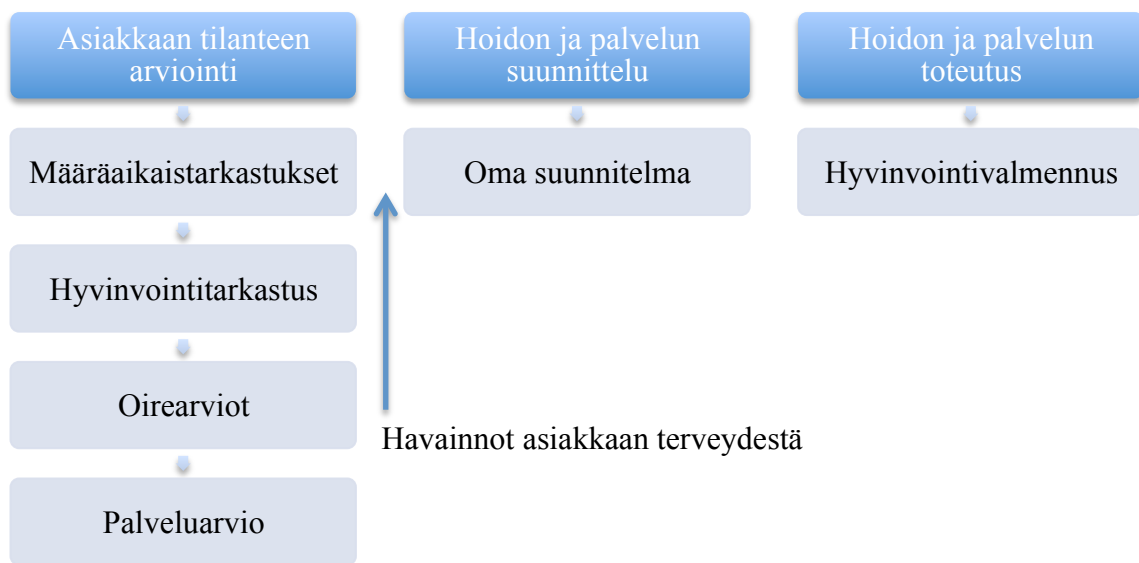 Asiakkaan tilanteen
arviointi
Määräaikaistarkastukset
Hyvinvointitarkastus
Oirearviot
Palveluarvio
Hoidon ja palvelun
suunnittelu
Oma suunnitelma
Havainnot asiakkaan terveydestä
Hoidon ja palvelun
toteutus
Hyvinvointivalmennus